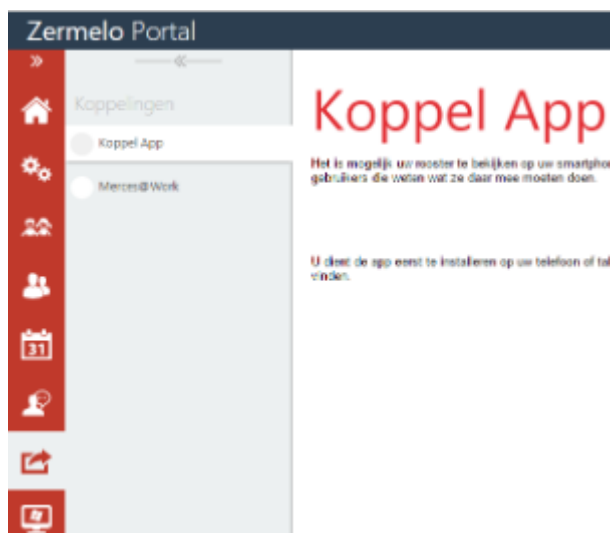 Zermelo Portal
Koppelingen
Koppel App
Merces@Work
31
Koppel App
Het is mogelijk uw rooster te bekijken op uw smartphon
gebruikers die weten wat ze daar mee moeten doen.
U dient de app eerst te installeren op uw telefoon of tab
vinden.